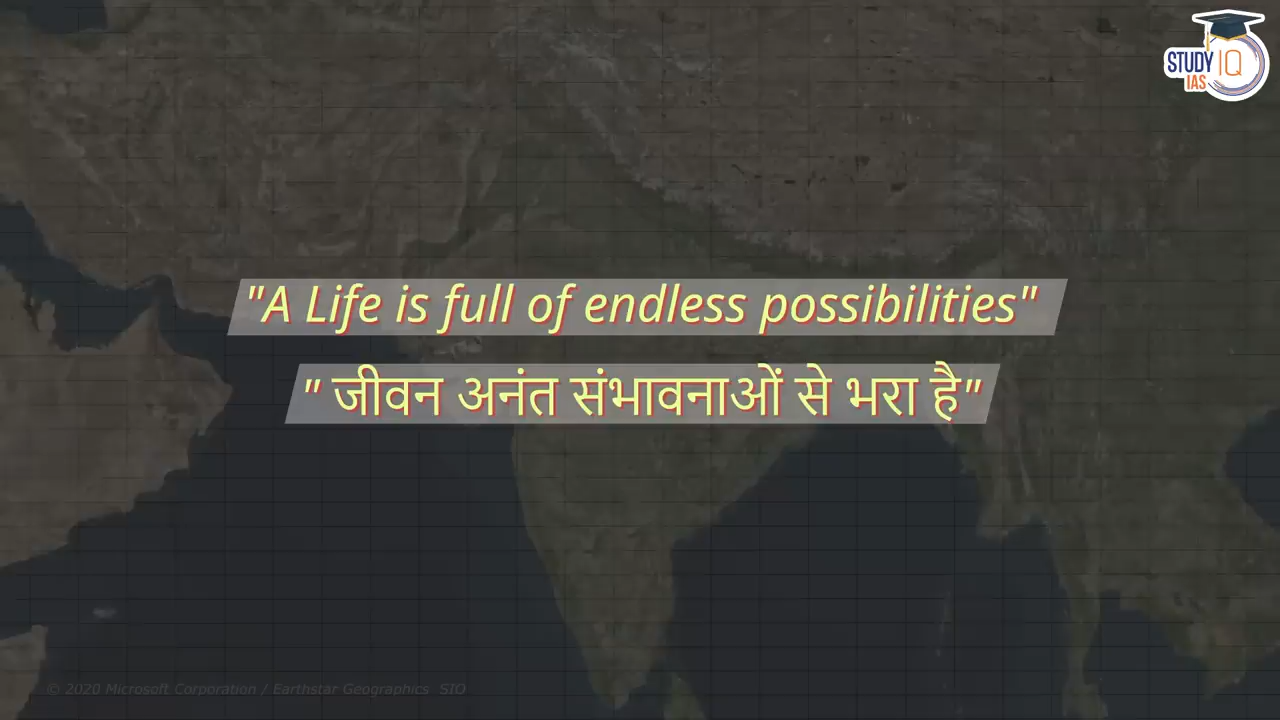 STUDY IQ
IAS
"A Life is full of endless possibilities"
" जीवन अनंत संभावनाओं से भरा है"
© 2020 Microsoft Corporation / Earthstar Geographics SIO